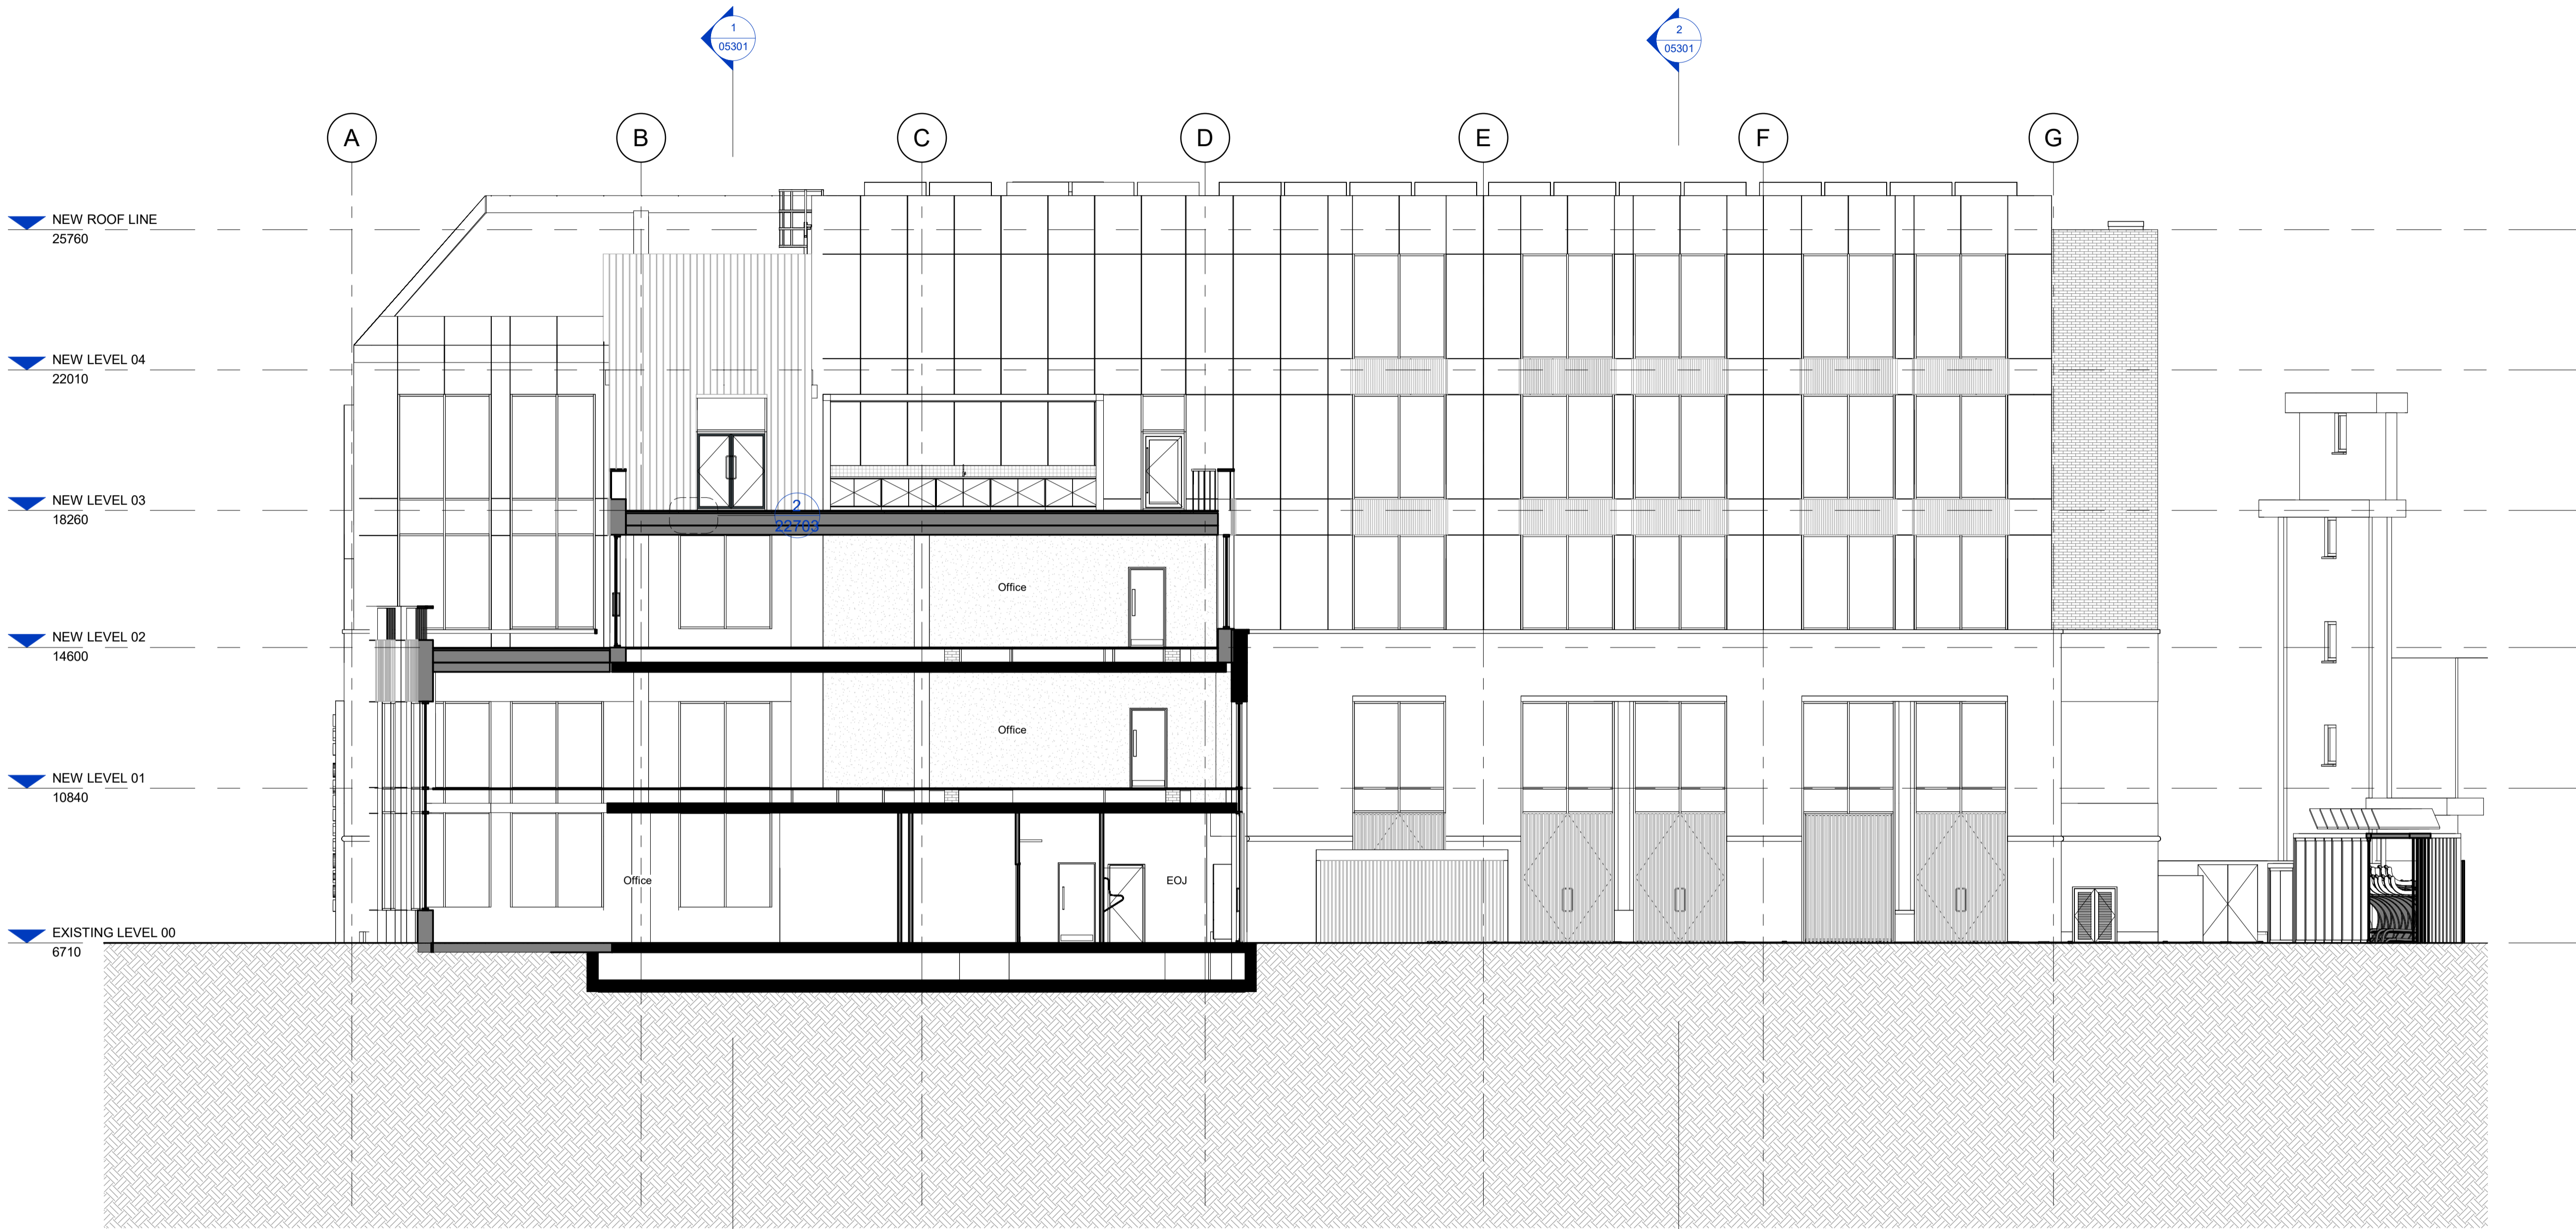 1
05301
2
05301
A
B
C
D
E
F
G
NEW ROOF LINE
25760
NEW LEVEL 04
22010
NEW LEVEL 03
18260
2
22703
Office
NEW LEVEL 02
14600
Office
NEW LEVEL 01
10840
Office
EOJ
EXISTING LEVEL 00
6710